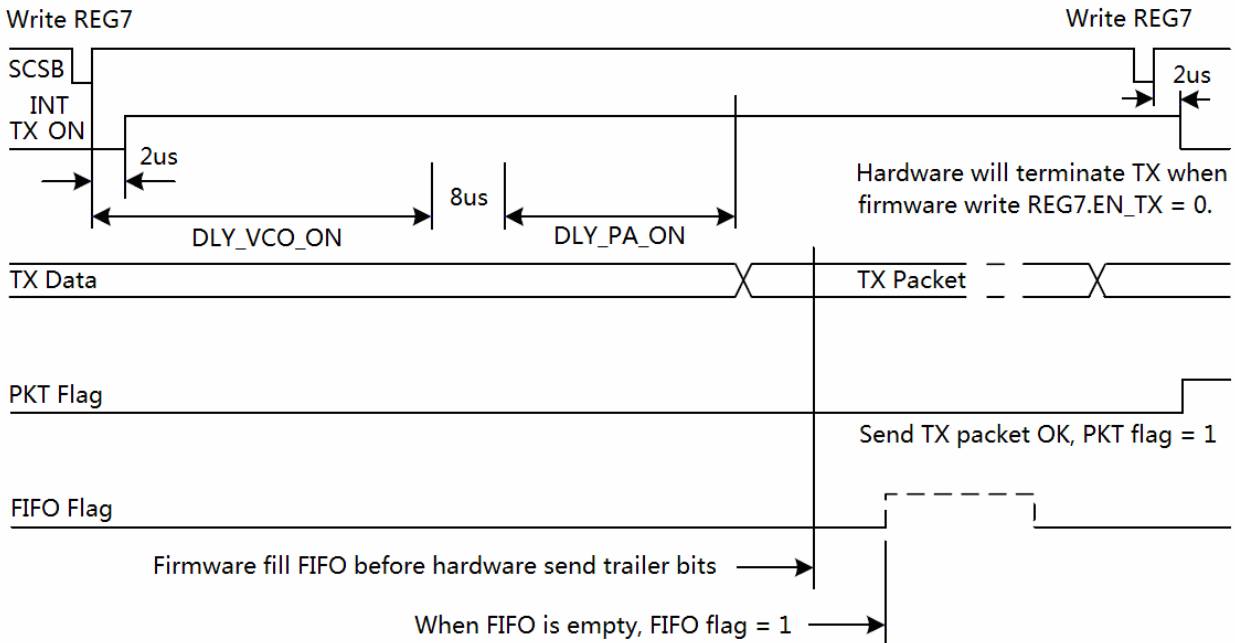 Write REG7
Write REG7
SCSB
2us
INT
TX ON
2us
Hardware will terminate TX when
firmware write REG7.EN_TX = 0.
8us
DLY_VCO_ON
DLY_PA_ON
TX Data
TX Packet
PKT Flag
Send TX packet OK, PKT flag = 1
FIFO Flag
Firmware fill FIFO before hardware send trailer bits
When FIFO is empty, FIFO flag = 1